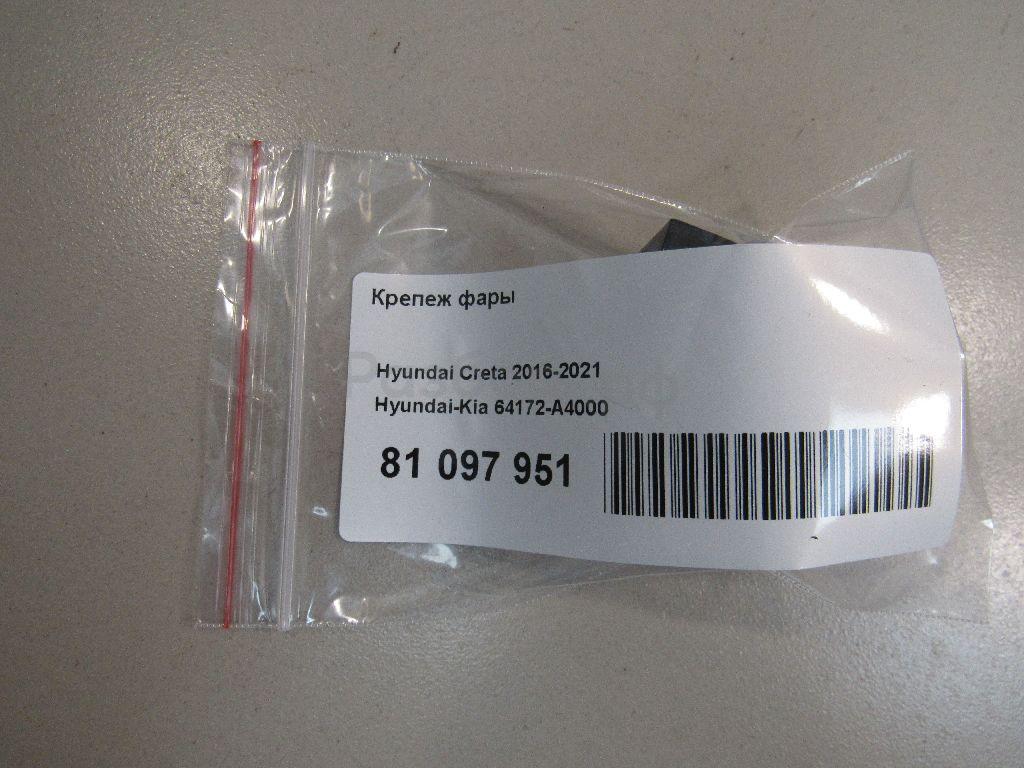 Крепеж фары
Hyundai Creta 2016-2021
Hyundai-Kia 64172-A4000
81 097 951